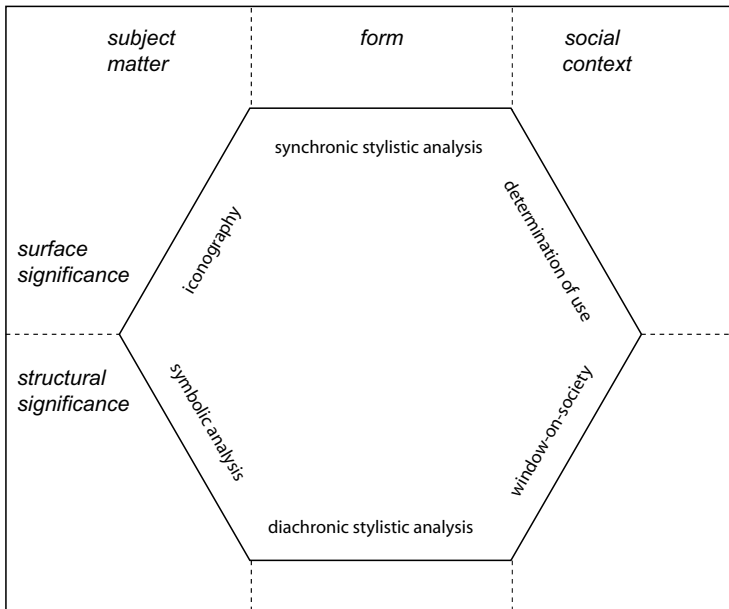 subject
matter
form
social
context
synchronic stylistic analysis
iconography
determination of use
surface
significance
structural
significance
symbolic analysis
window-on-society
diachronic stylistic analysis